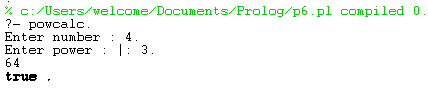 % c:/Users/welcome/Documents/Prolog/p6.pl compiled 0.
?- powcalc.
Enter number : 4.
Enter power : |: 3.
64
true .